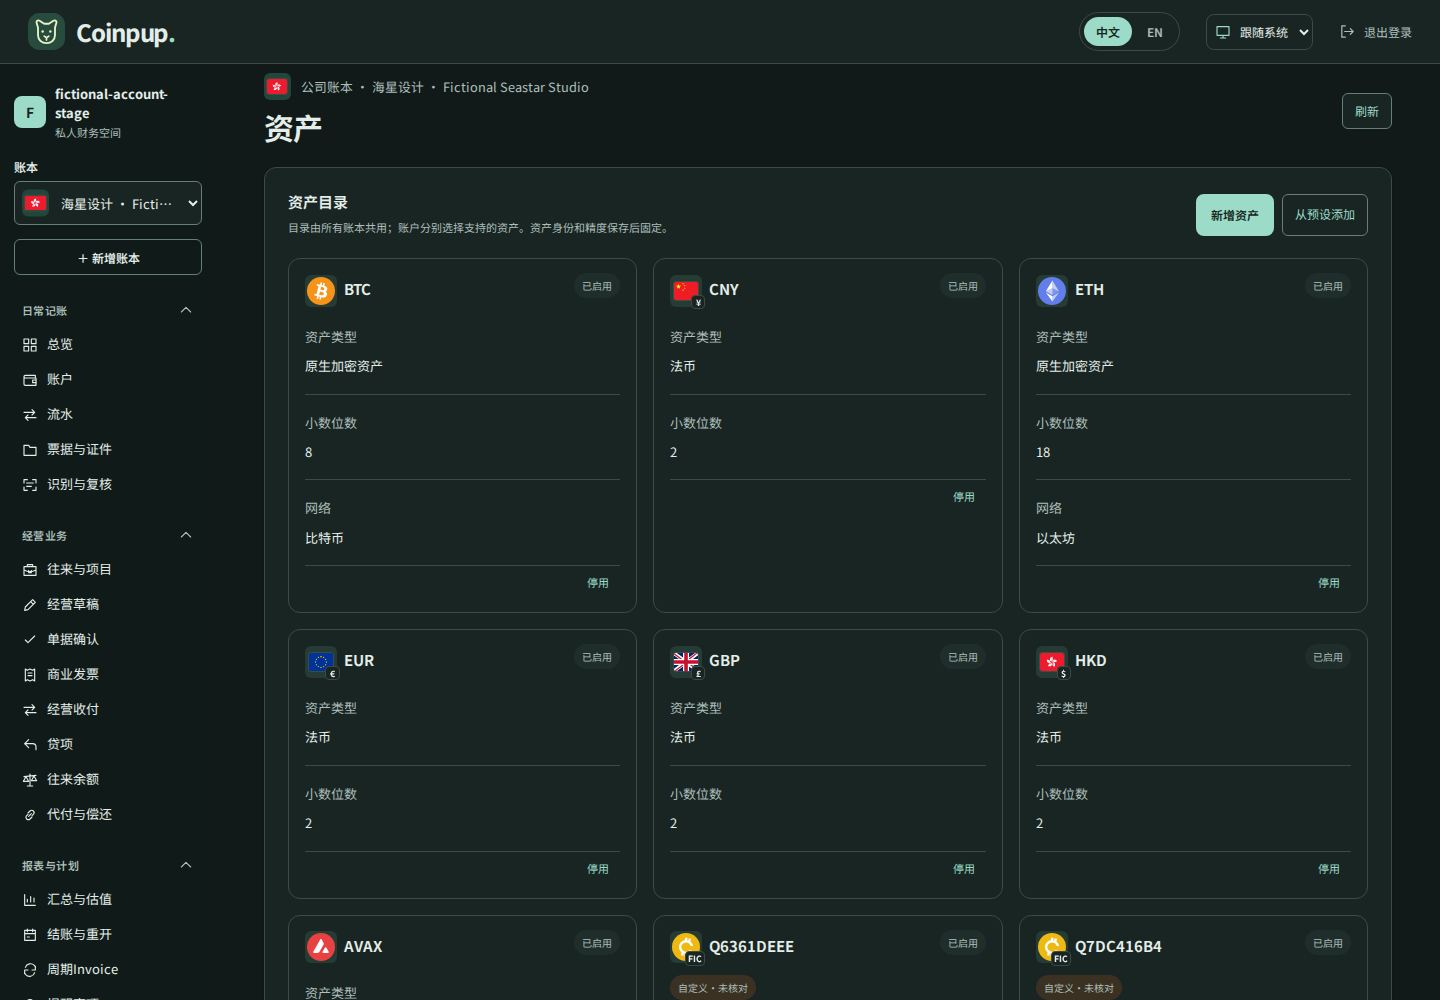 Coinpup.
中文
EN
跟随系统
退出登录
F
fictional-account-
stage
私人财务空间
账本
海星设计 · Ficti…
＋ 新增账本
日常记账
总览
账户
流水
票据与证件
识别与复核
经营业务
往来与项目
经营草稿
单据确认
商业发票
经营收付
贷项
往来余额
代付与偿还
报表与计划
汇总与估值
结账与重开
周期Invoice
公司账本 · 海星设计 · Fictional Seastar Studio
资产
刷新
资产目录
目录由所有账本共用；账户分别选择支持的资产。资产身份和精度保存后固定。
新增资产
从预设添加
BTC
已启用
资产类型
原生加密资产
小数位数
8
网络
比特币
停用
¥
CNY
已启用
资产类型
法币
小数位数
2
停用
ETH
已启用
资产类型
原生加密资产
小数位数
18
网络
以太坊
停用
€
EUR
已启用
资产类型
法币
小数位数
2
停用
£
GBP
已启用
资产类型
法币
小数位数
2
停用
$
HKD
已启用
资产类型
法币
小数位数
2
停用
AVAX
已启用
资产类型
FIC
Q6361DEEE
已启用
自定义 · 未核对
FIC
Q7DC416B4
已启用
自定义 · 未核对